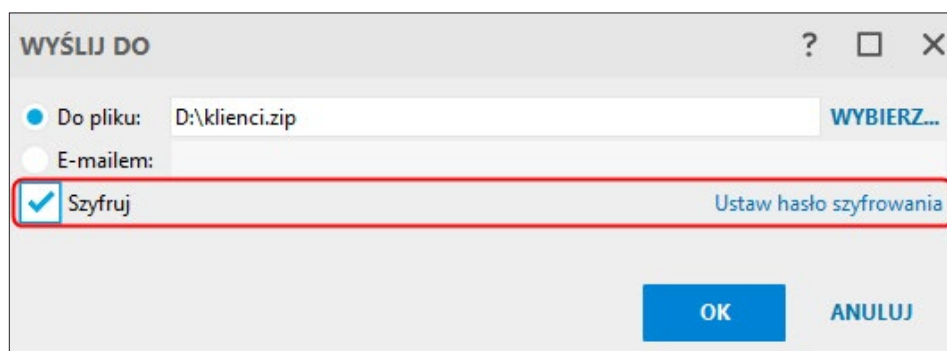 WYŚLIJ DO ?
Do pliku: D:\klienci.zip WYBIERZ...
E-mailem:
Szyfruj Ustaw hasło szyfrowania
OK ANULUJ